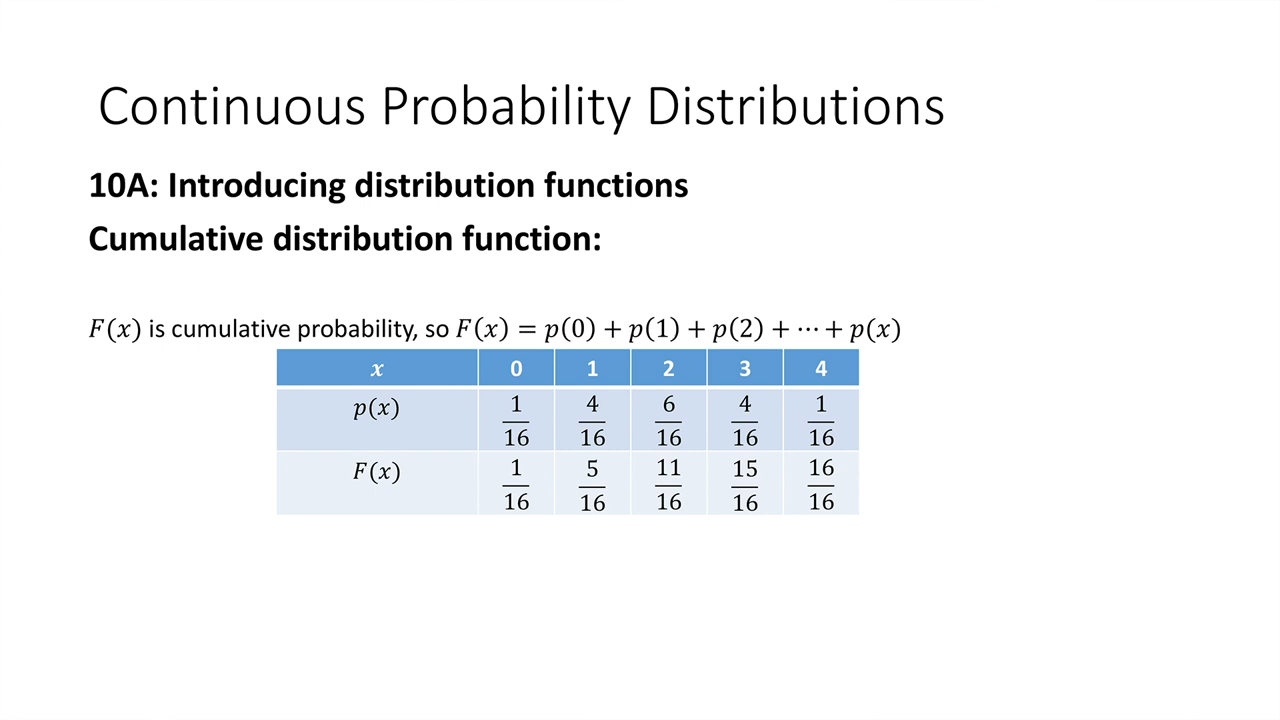 Continuous Probability Distributions
10A: Introducing distribution functions
Cumulative distribution function:
F(x) is cumulative probability, so F(x) = p(0) + p(1) + p(2) + ⋯ + p(x)
x 0 1 2 3 4
p(x) 1/16 4/16 6/16 4/16 1/16
F(x) 1/16 5/16 11/16 15/16 16/16